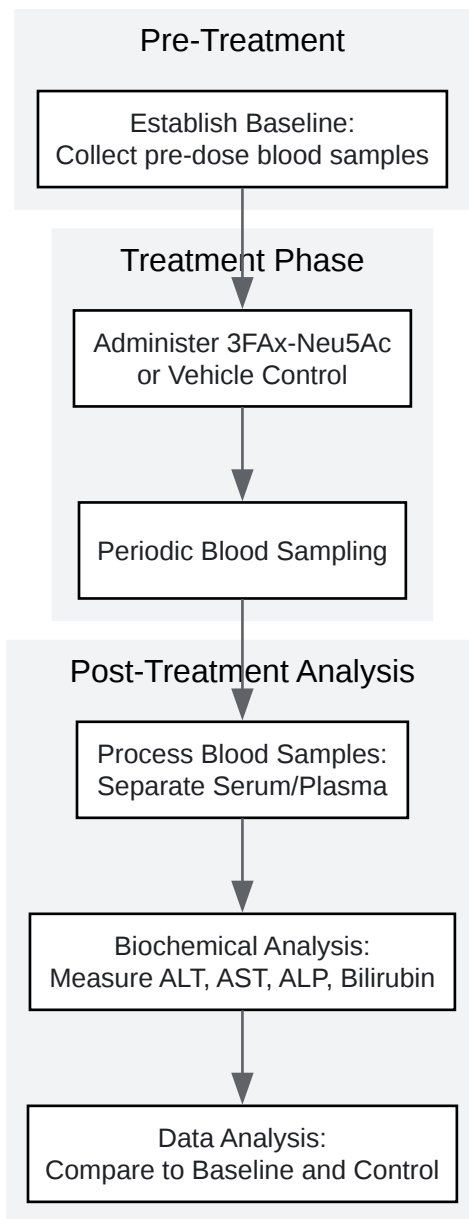 Pre-Treatment
Establish Baseline:
Collect pre-dose blood samples
Treatment Phase
Administer 3FAx-Neu5Ac
or Vehicle Control
Periodic Blood Sampling
Post-Treatment Analysis
Process Blood Samples:
Separate Serum/Plasma
Biochemical Analysis:
Measure ALT, AST, ALP, Bilirubin
Data Analysis:
Compare to Baseline and Control